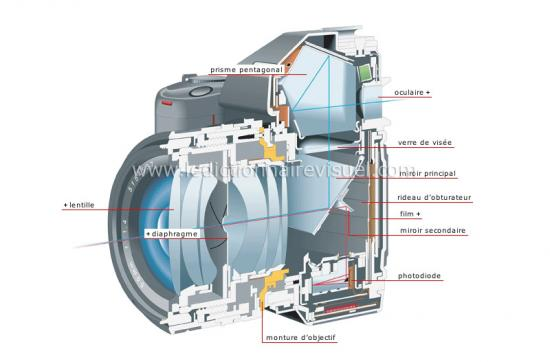 prisme pentagonal
oculaire +
verre de visée
www.ledictionnairevisuel.com
miroir principal
rideau d'obturateur
+ lentille
film +
+ diaphragme
miroir secondaire
photodiode
monture d'objectif